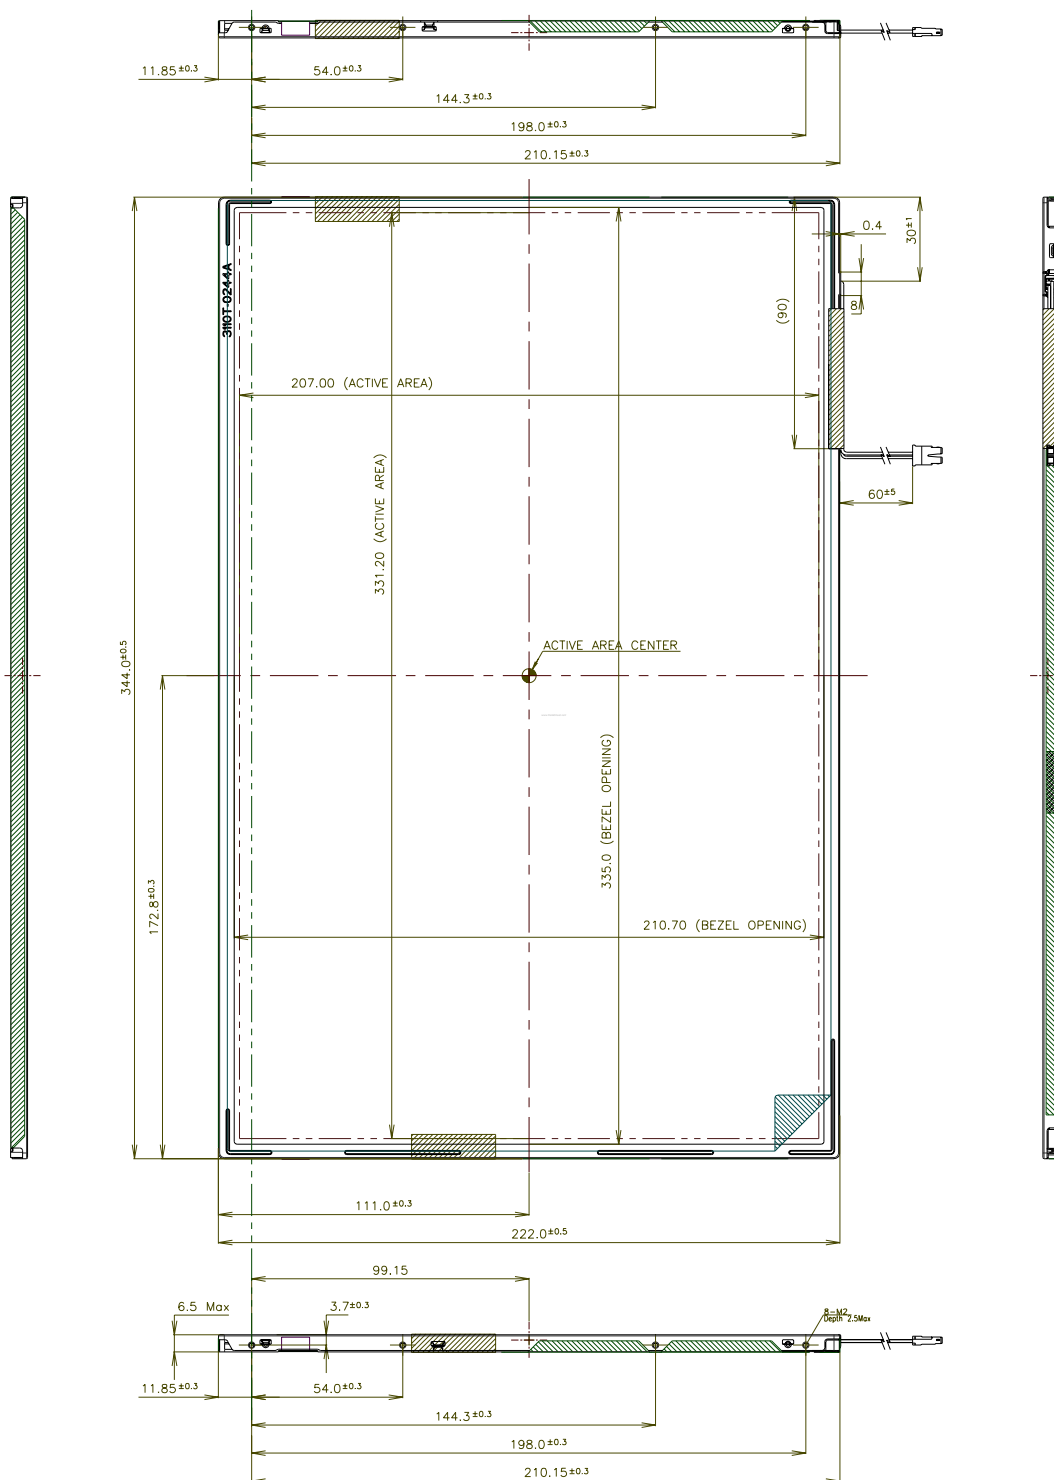 11.85±0.3
54.0±0.3
144.3±0.3
198.0±0.3
210.15±0.3
0.4
30±1
3110T-0244A
(90)
8
207.00 (ACTIVE AREA)
331.20 (ACTIVE AREA)
60±5
ACTIVE AREA CENTER
344.0±0.5
335.0 (BEZEL OPENING)
172.8±0.3
210.70 (BEZEL OPENING)
111.0±0.3
222.0±0.5
99.15
6.5 Max
3.7±0.3
8-M2
Depth 2.5Max
11.85±0.3
54.0±0.3
144.3±0.3
198.0±0.3
210.15±0.3